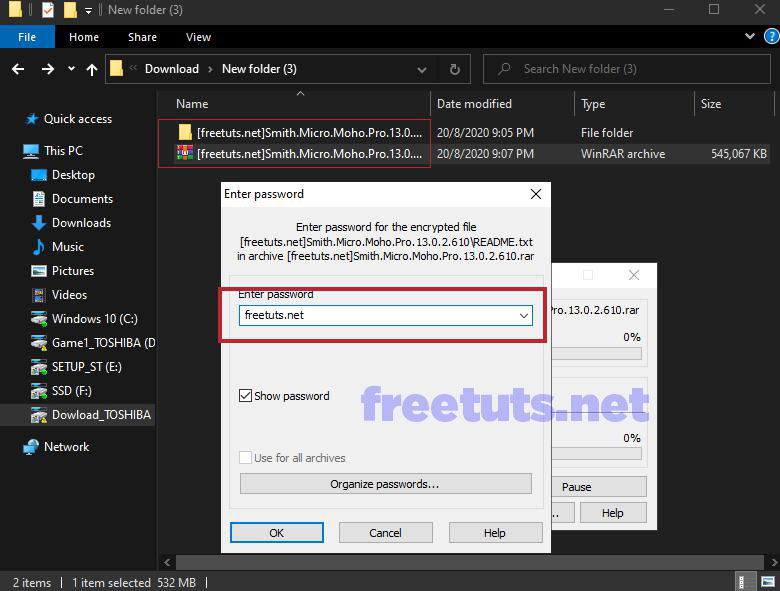 New folder (3)
File Home Share View
Download New folder (3) Search New folder (3)
Name Date modified Type Size
Quick access
[freetuts.net]Smith.Micro.Moho.Pro.13.0.... 20/8/2020 9:05 PM File folder
[freetuts.net]Smith.Micro.Moho.Pro.13.0.... 20/8/2020 9:07 PM WinRAR archive 545,067 KB
This PC
Desktop
Documents
Downloads
Music
Pictures
Videos
Windows 10 (C:)
Game1_TOSHIBA (D
SETUP_ST (E:)
SSD (F:)
Dowload_TOSHIBA
Network
Enter password
Enter password for the encrypted file
[freetuts.net]Smith.Micro.Moho.Pro.13.0.2.610\README.txt
in archive [freetuts.net]Smith.Micro.Moho.Pro.13.0.2.610.rar
Enter password
freetuts.net
Show password
Use for all archives
Organize passwords...
OK Cancel Help
Pro.13.0.2.610.rar
0%
freetuts.net
0%
Pause
... Help
2 items 1 item selected 532 MB